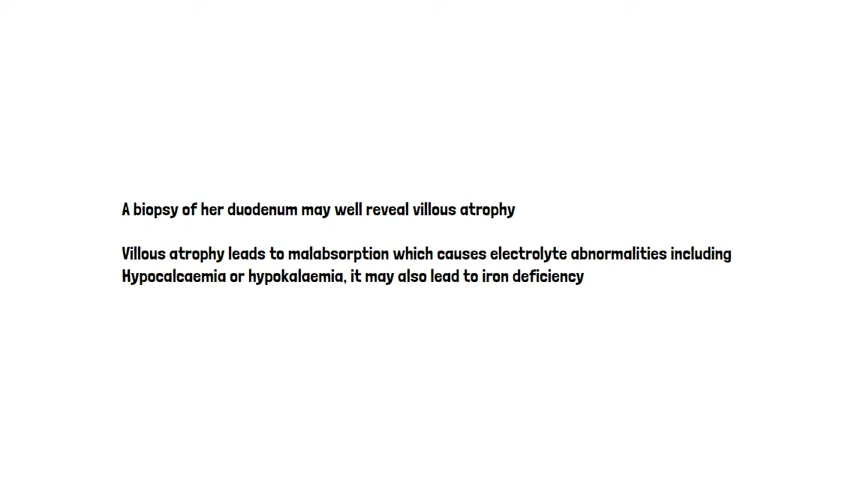 A biopsy of her duodenum may well reveal villous atrophy
Villous atrophy leads to malabsorption which causes electrolyte abnormalities including
Hypocalcaemia or hypokalaemia, it may also lead to iron deficiency